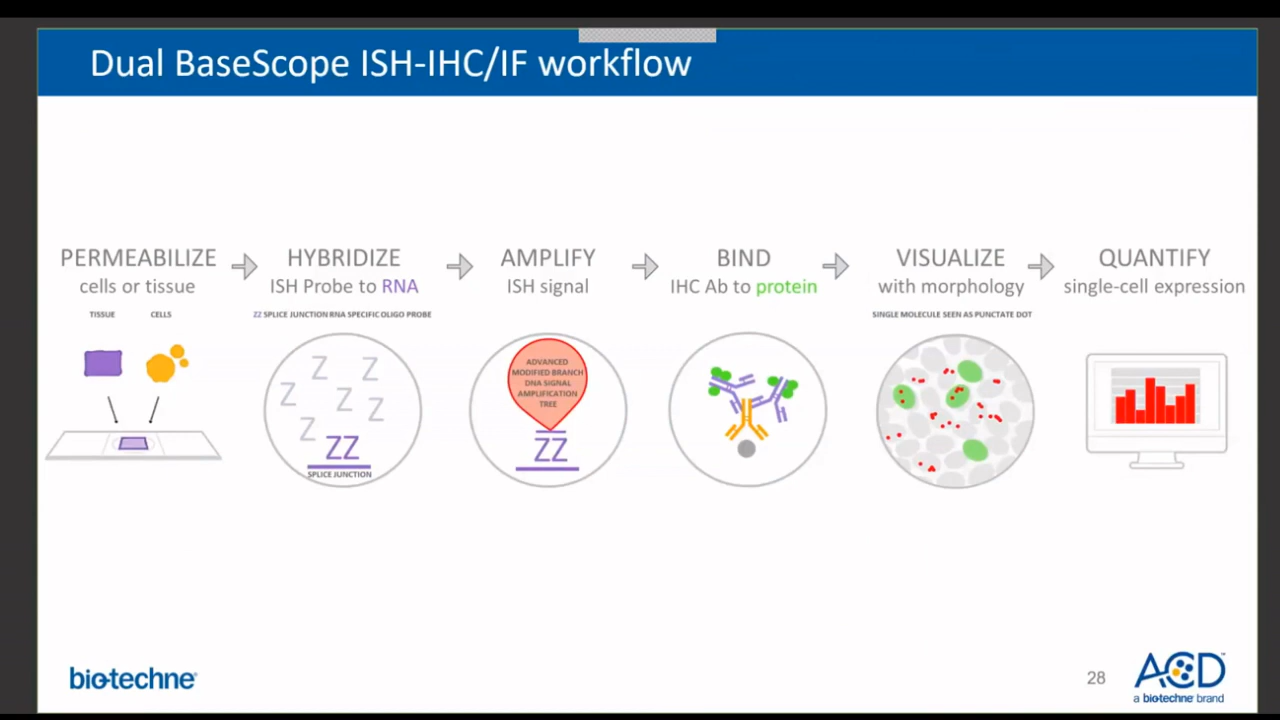 Dual BaseScope ISH-IHC/IF workflow
PERMEABILIZE
cells or tissue
TISSUE
CELLS
HYBRIDIZE
ISH Probe to RNA
ZZ SPLICE JUNCTION RNA SPECIFIC OLIGO PROBE
Z
Z
Z
Z
Z
Z
ZZ
SPLICE JUNCTION
AMPLIFY
ISH signal
ADVANCED
MODIFIED BRANCH
DNA SIGNAL
AMPLIFICATION
TREE
ZZ
BIND
IHC Ab to protein
VISUALIZE
with morphology
SINGLE MOLECULE SEEN AS PUNCTATE DOT
QUANTIFY
single-cell expression
bio-techne
28
ACD™
a bio-techne brand